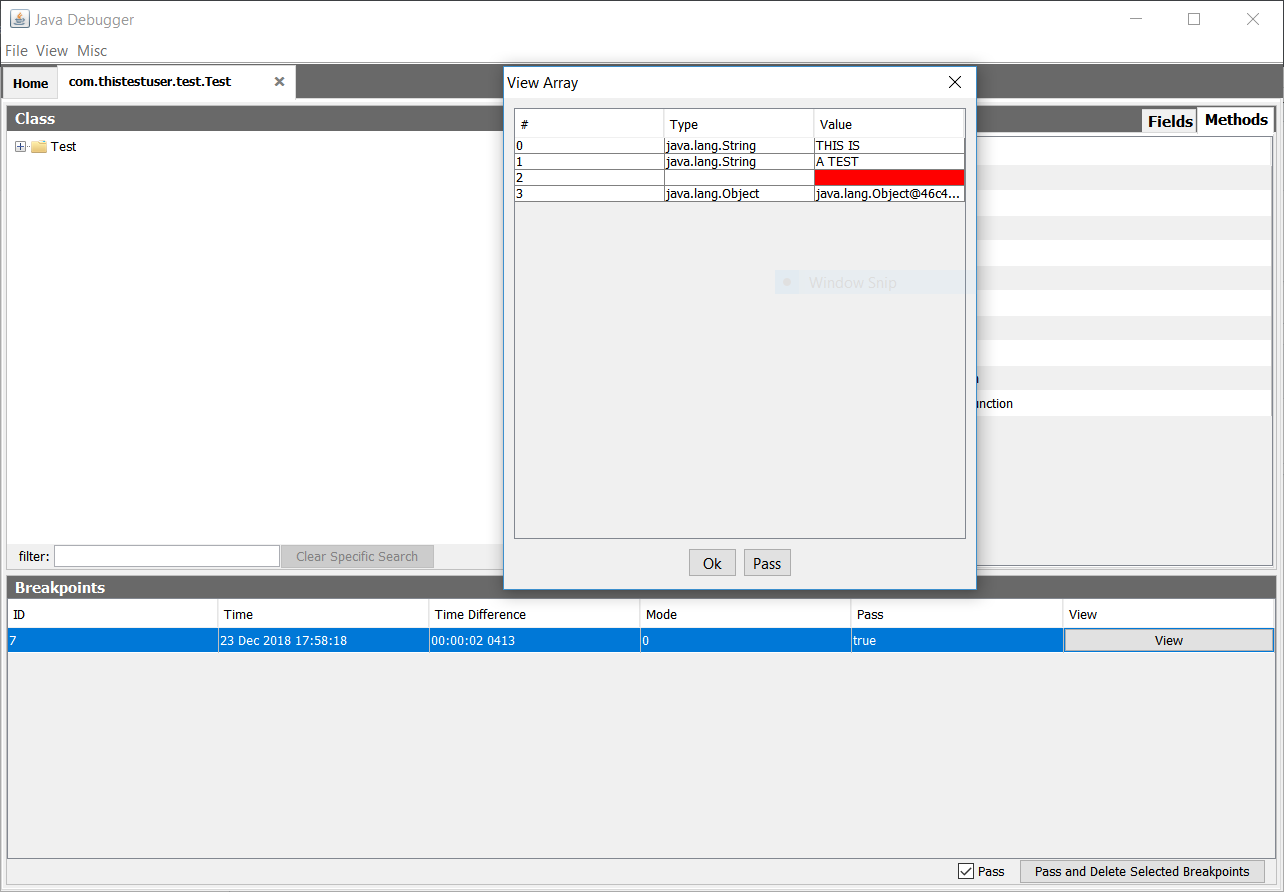 Java Debugger
File View Misc
Home com.thistestuser.test.Test
Class
Test
filter: Clear Specific Search
View Array
# Type Value
0 java.lang.String THIS IS
1 java.lang.String A TEST
2
3 java.lang.Object java.lang.Object@46c4...
Window Snip
Ok Pass
Fields Methods
Breakpoints
ID Time Time Difference Mode Pass View
7 23 Dec 2018 17:58:18 00:00:02 0413 0 true View
Pass Pass and Delete Selected Breakpoints